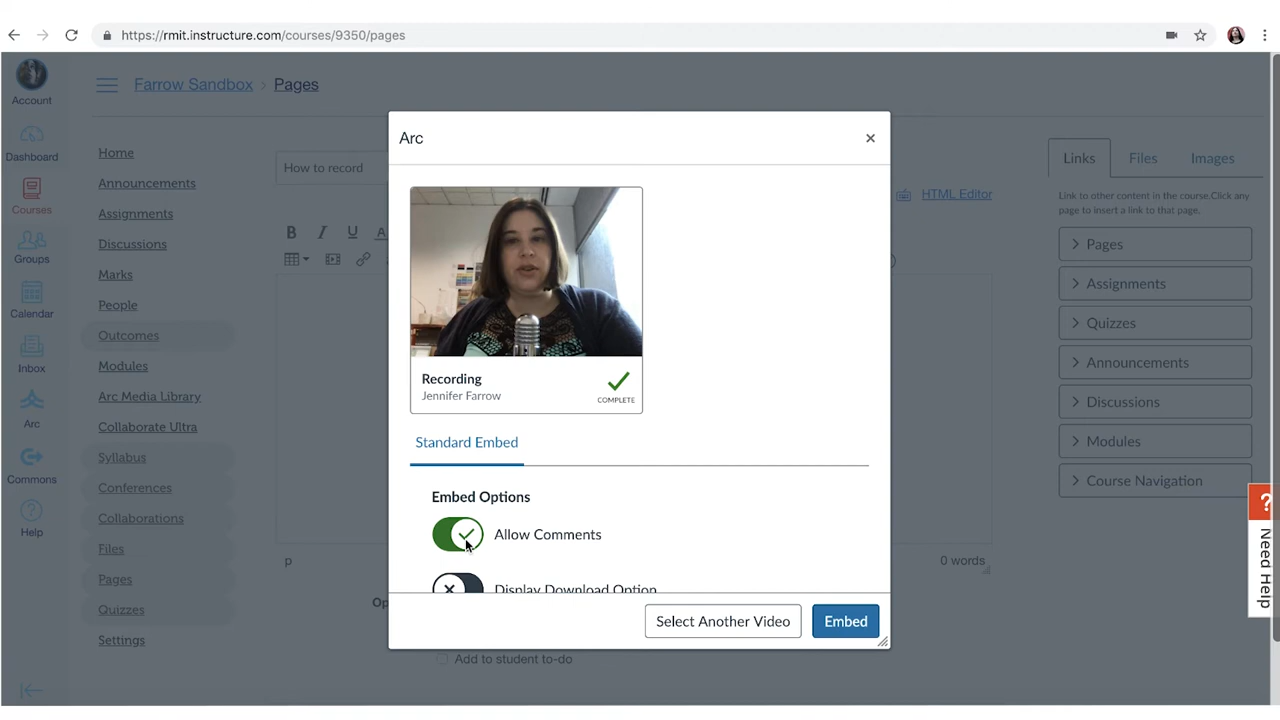 https://rmit.instructure.com/courses/9350/pages
Account
Dashboard
Courses
Groups
Calendar
Inbox
Arc
Commons
Help
Farrow Sandbox > Pages
Home
Announcements
Assignments
Discussions
Marks
People
Outcomes
Modules
Arc Media Library
Collaborate Ultra
Syllabus
Conferences
Collaborations
Files
Pages
Quizzes
Settings
How to record
HTML Editor
B I U A
p
0 words
Op
Add to student to-do
Arc
×
Recording
Jennifer Farrow
COMPLETE
Standard Embed
Embed Options
Allow Comments
Display Download Option
Select Another Video
Embed
Links Files Images
Link to other content in the course.Click any
page to insert a link to that page.
Pages
Assignments
Quizzes
Announcements
Discussions
Modules
Course Navigation
? Need Help